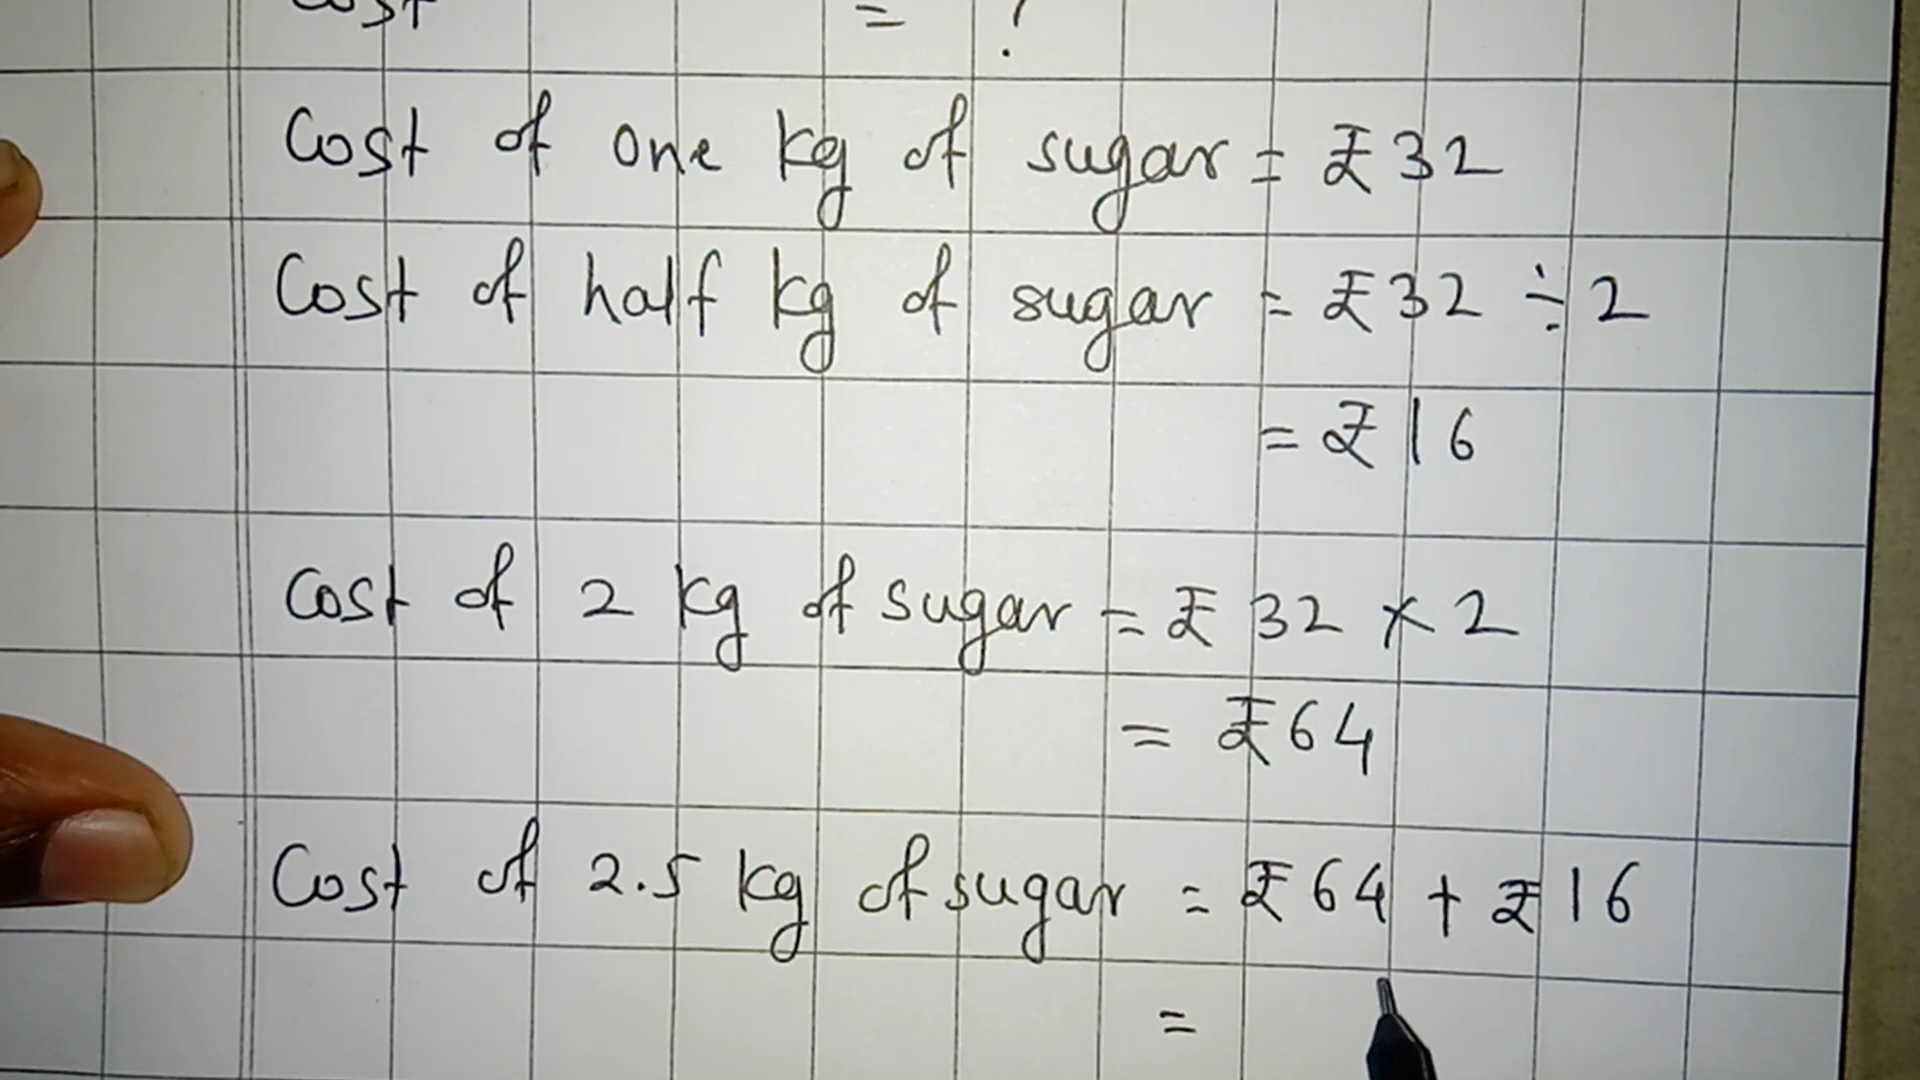 cost = ?
Cost of one kg of sugar = ₹32
Cost of half kg of sugar = ₹32 ÷ 2
= ₹16
Cost of 2 kg of sugar = ₹32 × 2
= ₹64
Cost of 2.5 kg of sugar = ₹64 + ₹16
=